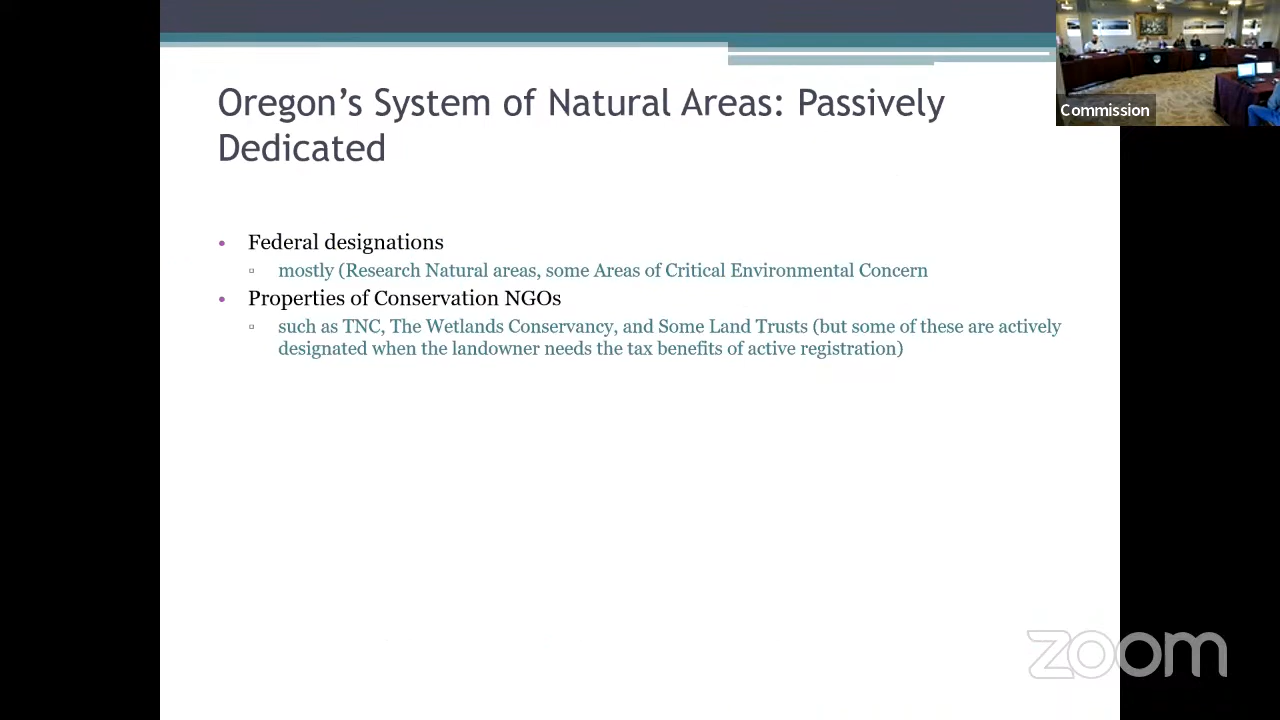 Oregon's System of Natural Areas: Passively
Dedicated
• Federal designations
▫ mostly (Research Natural areas, some Areas of Critical Environmental Concern
• Properties of Conservation NGOs
▫ such as TNC, The Wetlands Conservancy, and Some Land Trusts (but some of these are actively
designated when the landowner needs the tax benefits of active registration)
Commission
zoom